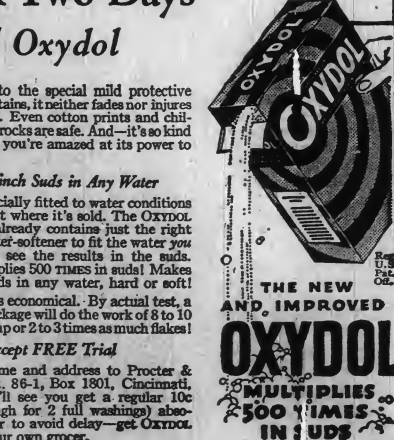 Two Days
Oxydol
to the special mild protective
tains, it neither fades nor injures
. Even cotton prints and chil-
rocks are safe. And—it's so kind
you're amazed at its power to
inch Suds in Any Water
cially fitted to water conditions
t where it's sold. The OXYDOL
already contains just the right
ter-softener to fit the water you
see the results in the suds.
plies 500 TIMES in suds! Makes
ds in any water, hard or soft!
s economical. By actual test, a
ckage will do the work of 8 to 10
ap or 2 to 3 times as much flakes!
ccept FREE Trial
me and address to Procter &
. 86-1, Box 1801, Cincinnati,
'll see you get a regular 10c
gh for 2 full washings) abso-
r to avoid delay—get OXYDOL
ur own grocer.
OXYDOL
OXYDOL
Reg.
U.S.
Pat.
Off.
THE NEW
AND IMPROVED
OXYDOL
MULTIPLIES
500 TIMES
IN SUDS